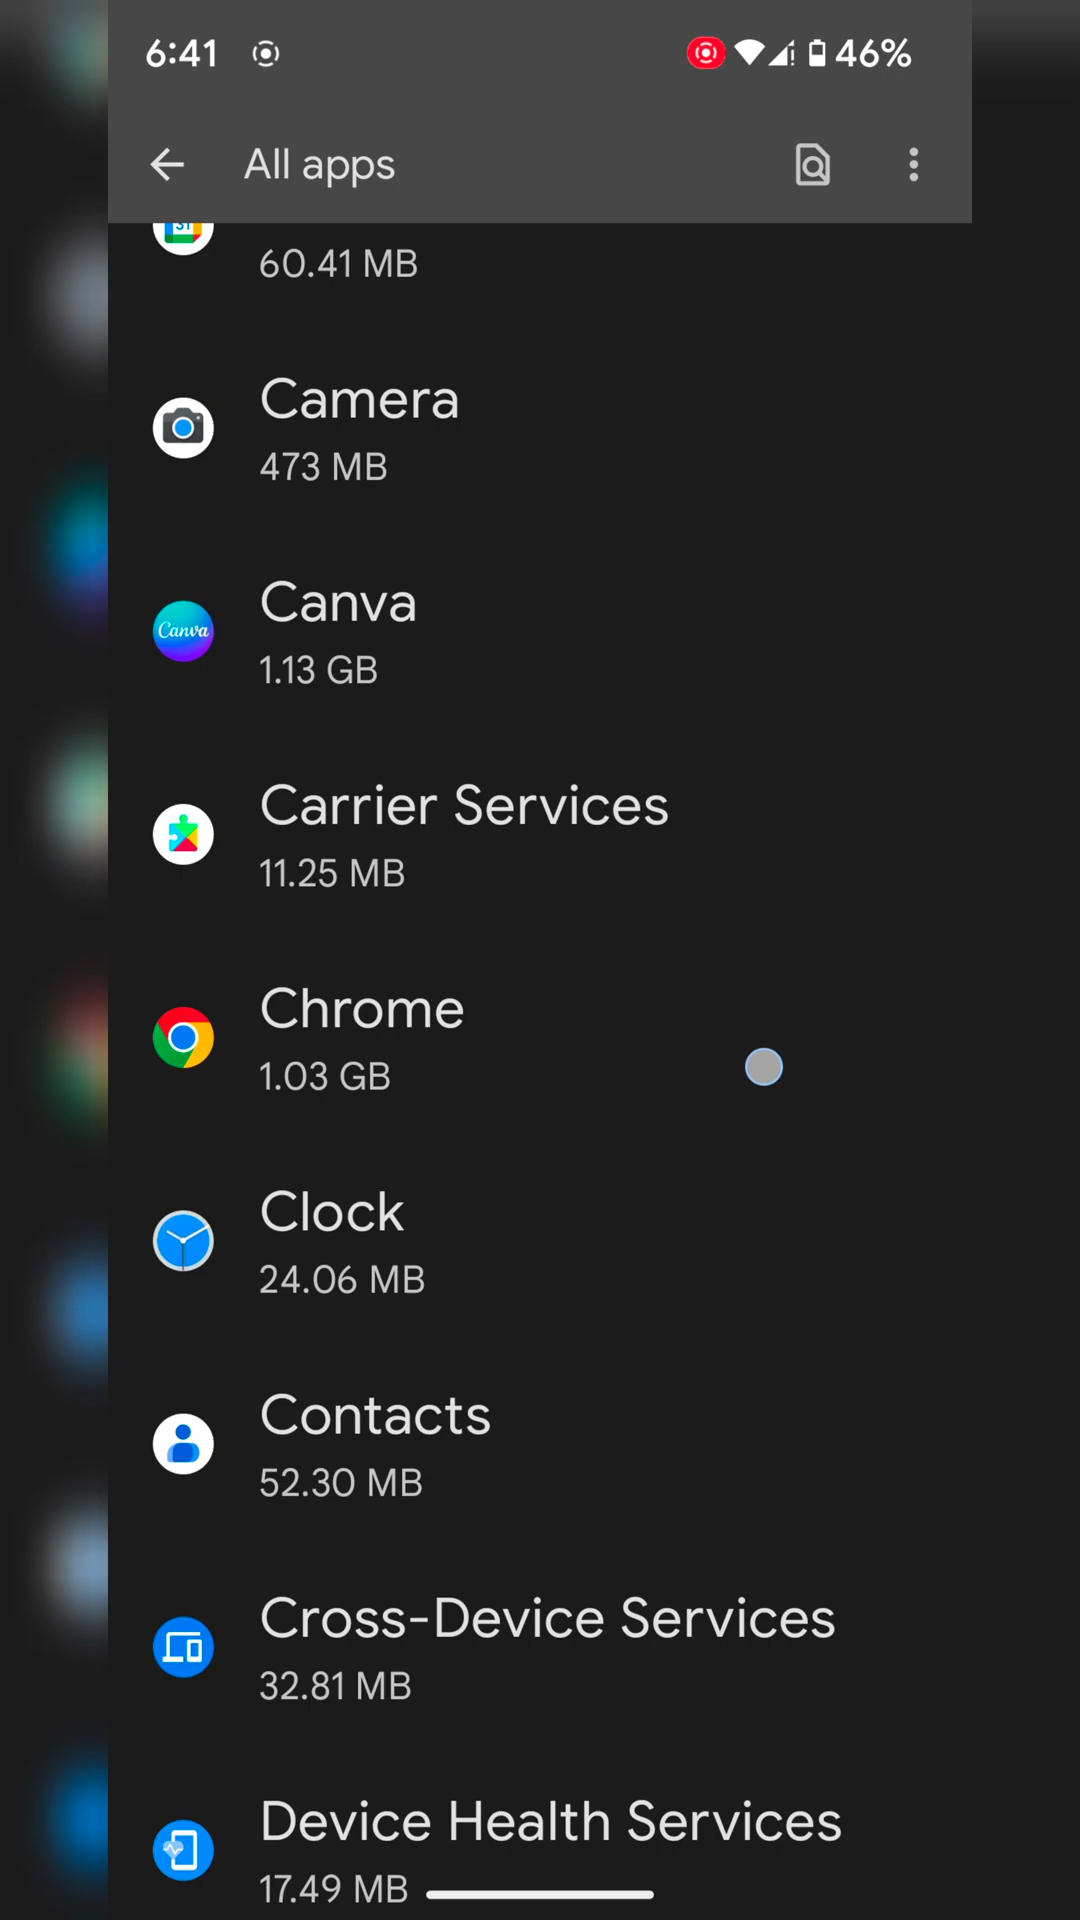 6:41 46%
All apps
31
60.41 MB
Camera
473 MB
Canva
Canva
1.13 GB
Carrier Services
11.25 MB
Chrome
1.03 GB
Clock
24.06 MB
Contacts
52.30 MB
Cross-Device Services
32.81 MB
Device Health Services
17.49 MB